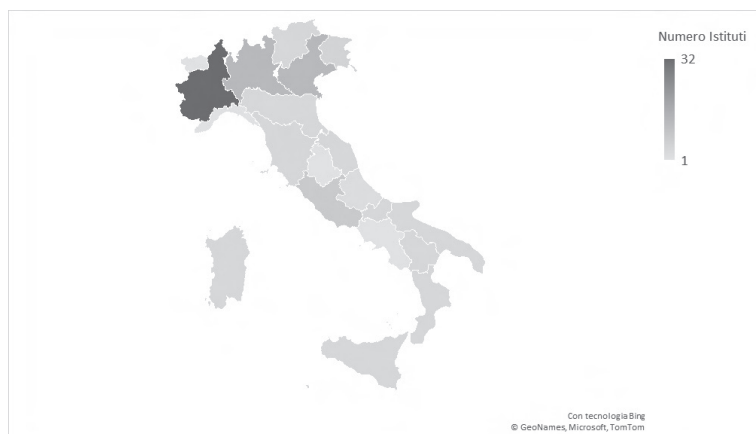 Numero Istituti
32
1
Con tecnologia Bing
© GeoNames, Microsoft, TomTom